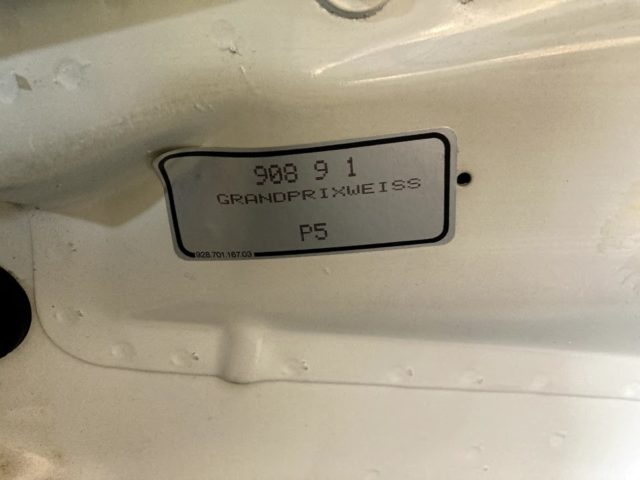 908 9 1
GRANDPRIXWEISS
P5
928.701.167.03